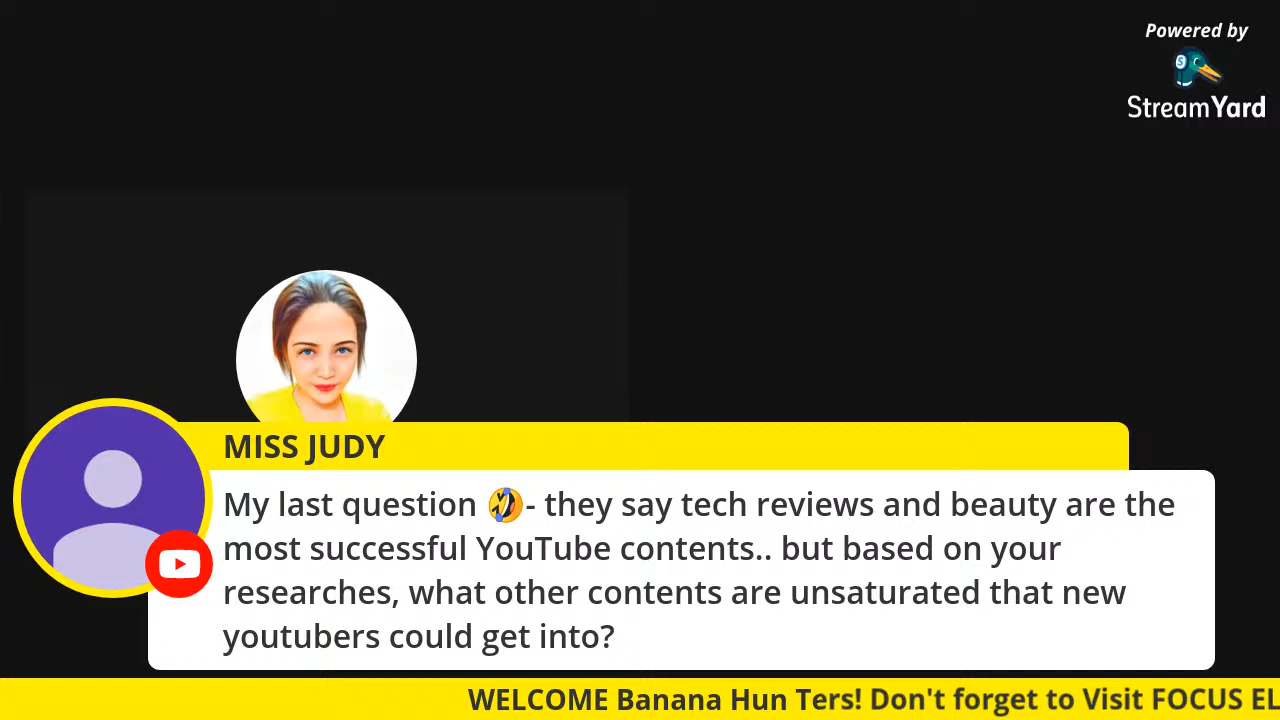 Powered by
StreamYard
MISS JUDY
My last question 🤣- they say tech reviews and beauty are the
most successful YouTube contents.. but based on your
researches, what other contents are unsaturated that new
youtubers could get into?
WELCOME Banana Hun Ters! Don't forget to Visit FOCUS EL